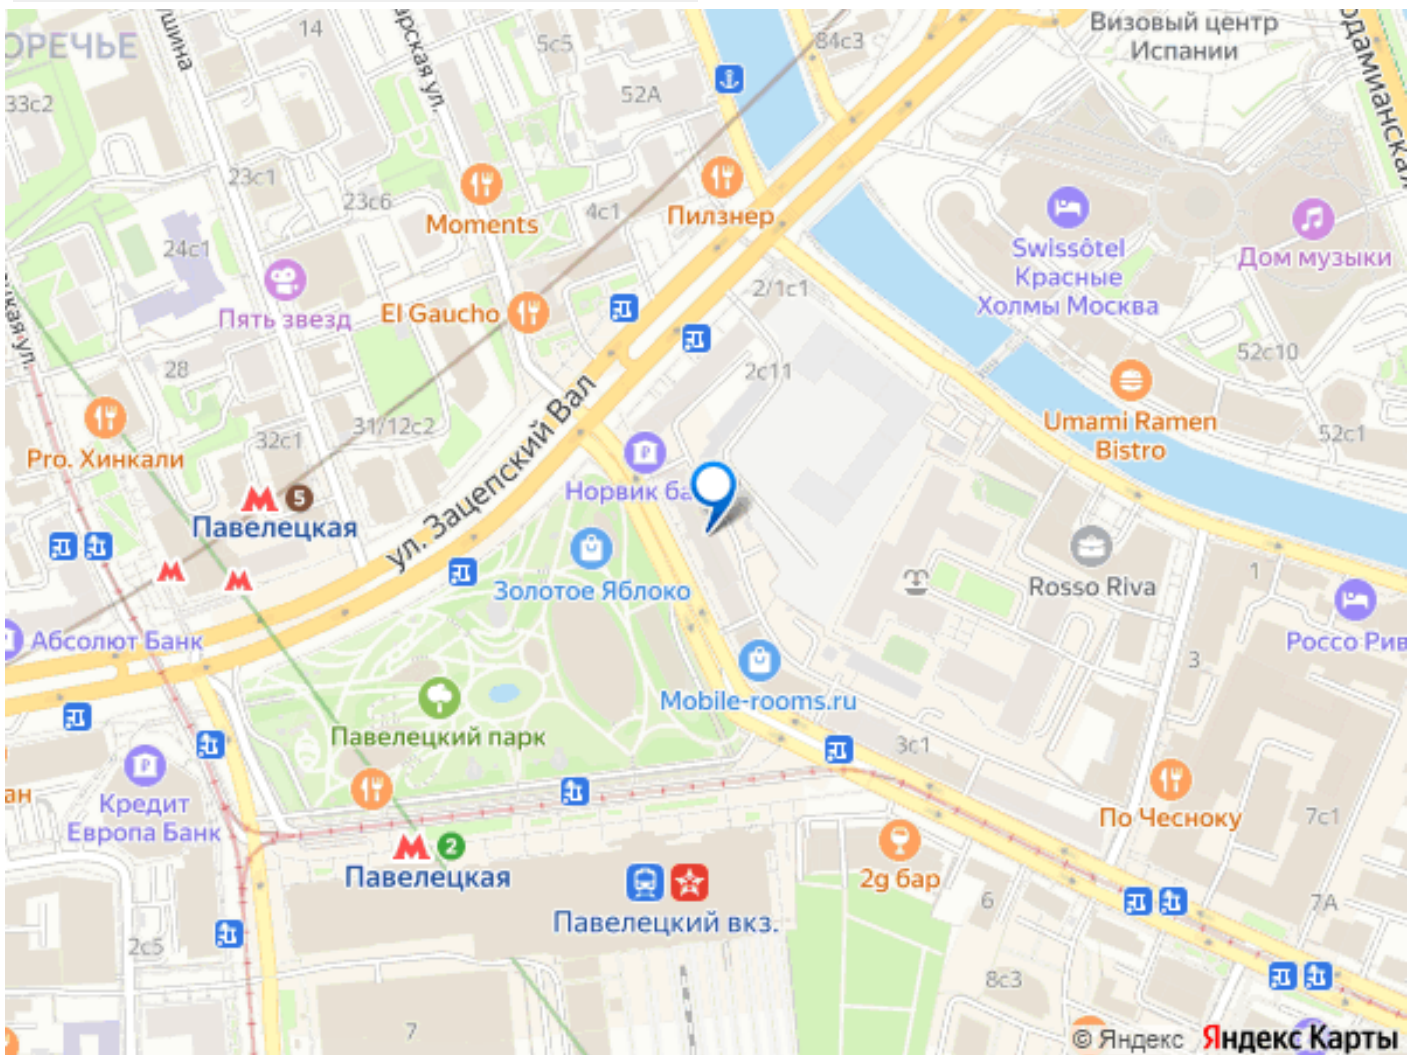 ОРЕЧЬЕ
14
5с5
84с3
Визовый центр
Испании
33с2
52А
23с1
23с6
4с1
Moments
Пилзнер
24с1
Swissôtel
Красные
Холмы Москва
Дом музыки
2/1с1
Пять звезд
El Gaucho
28
2с11
52с10
31/12с2
32с1
Umami Ramen
Bistro
52с1
Pro. Хинкали
ул. Зацепский Вал
Норвик ба
5
Павелецкая
Золотое Яблоко
Rosso Riva
1
Абсолют Банк
Россо Рив
3
Mobile-rooms.ru
Павелецкий парк
3с1
ан
Кредит
Европа Банк
По Чесноку
7с1
2
Павелецкая
2g бар
6
7А
Павелецкий вкз.
2с5
8с3
7
© Яндекс Яндекс Карты